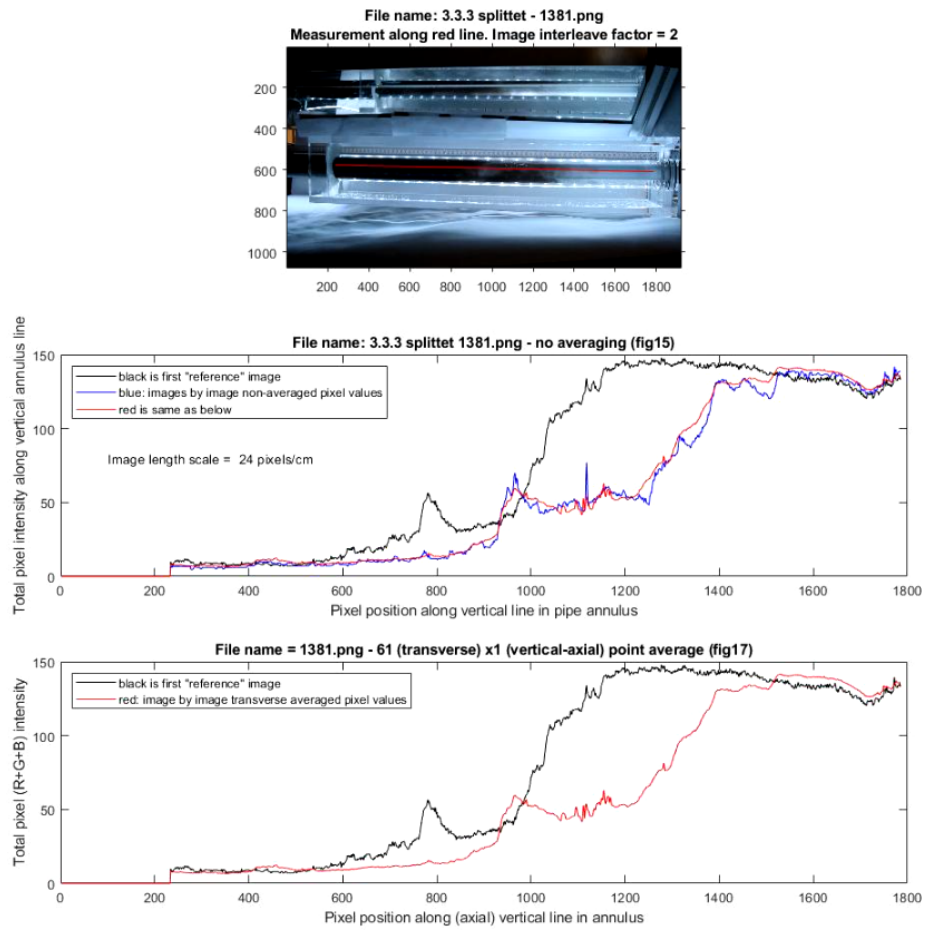 File name: 3.3.3 splittet - 1381.png
Measurement along red line. Image interleave factor = 2
200
400
600
800
1000
200 400 600 800 1000 1200 1400 1600 1800
File name: 3.3.3 splittet 1381.png - no averaging (fig15)
Total pixel intensity along vertical annulus line
150
100
50
0
black is first "reference" image
blue: images by image non-averaged pixel values
red is same as below
Image length scale = 24 pixels/cm
0 200 400 600 800 1000 1200 1400 1600 1800
Pixel position along vertical line in pipe annulus
File name = 1381.png - 61 (transverse) x1 (vertical-axial) point average (fig17)
Total pixel (R+G+B) intensity
150
100
50
0
black is first "reference" image
red: image by image transverse averaged pixel values
0 200 400 600 800 1000 1200 1400 1600 1800
Pixel position along (axial) vertical line in annulus